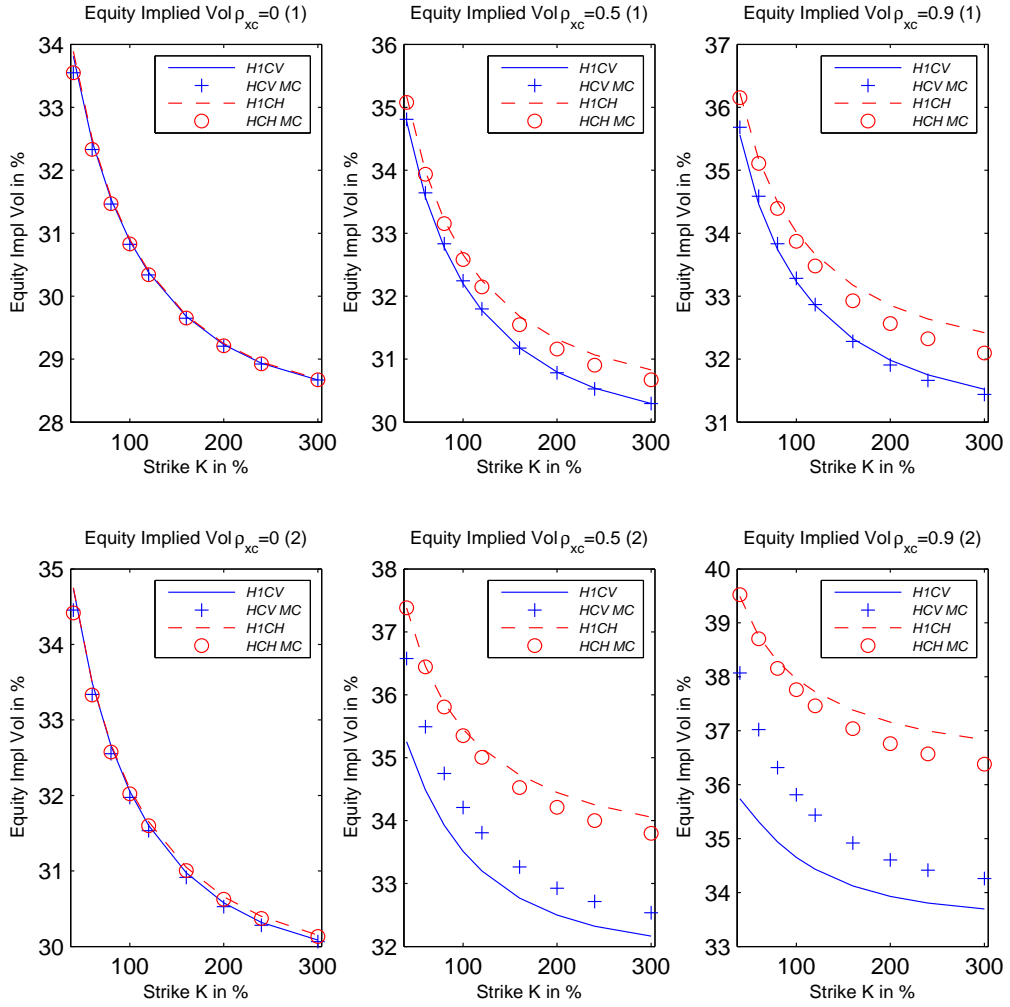 Equity Implied Vol ρxc=0 (1)
Equity Impl Vol in %
34
33
32
31
30
29
28
H1CV
HCV MC
H1CH
HCH MC
100
200
300
Strike K in %
Equity Implied Vol ρxc=0.5 (1)
Equity Impl Vol in %
36
35
34
33
32
31
30
H1CV
HCV MC
H1CH
HCH MC
100
200
300
Strike K in %
Equity Implied Vol ρxc=0.9 (1)
Equity Impl Vol in %
37
36
35
34
33
32
31
H1CV
HCV MC
H1CH
HCH MC
100
200
300
Strike K in %
Equity Implied Vol ρxc=0 (2)
Equity Impl Vol in %
35
34
33
32
31
30
H1CV
HCV MC
H1CH
HCH MC
100
200
300
Strike K in %
Equity Implied Vol ρxc=0.5 (2)
Equity Impl Vol in %
38
37
36
35
34
33
32
H1CV
HCV MC
H1CH
HCH MC
100
200
300
Strike K in %
Equity Implied Vol ρxc=0.9 (2)
Equity Impl Vol in %
40
39
38
37
36
35
34
33
H1CV
HCV MC
H1CH
HCH MC
100
200
300
Strike K in %